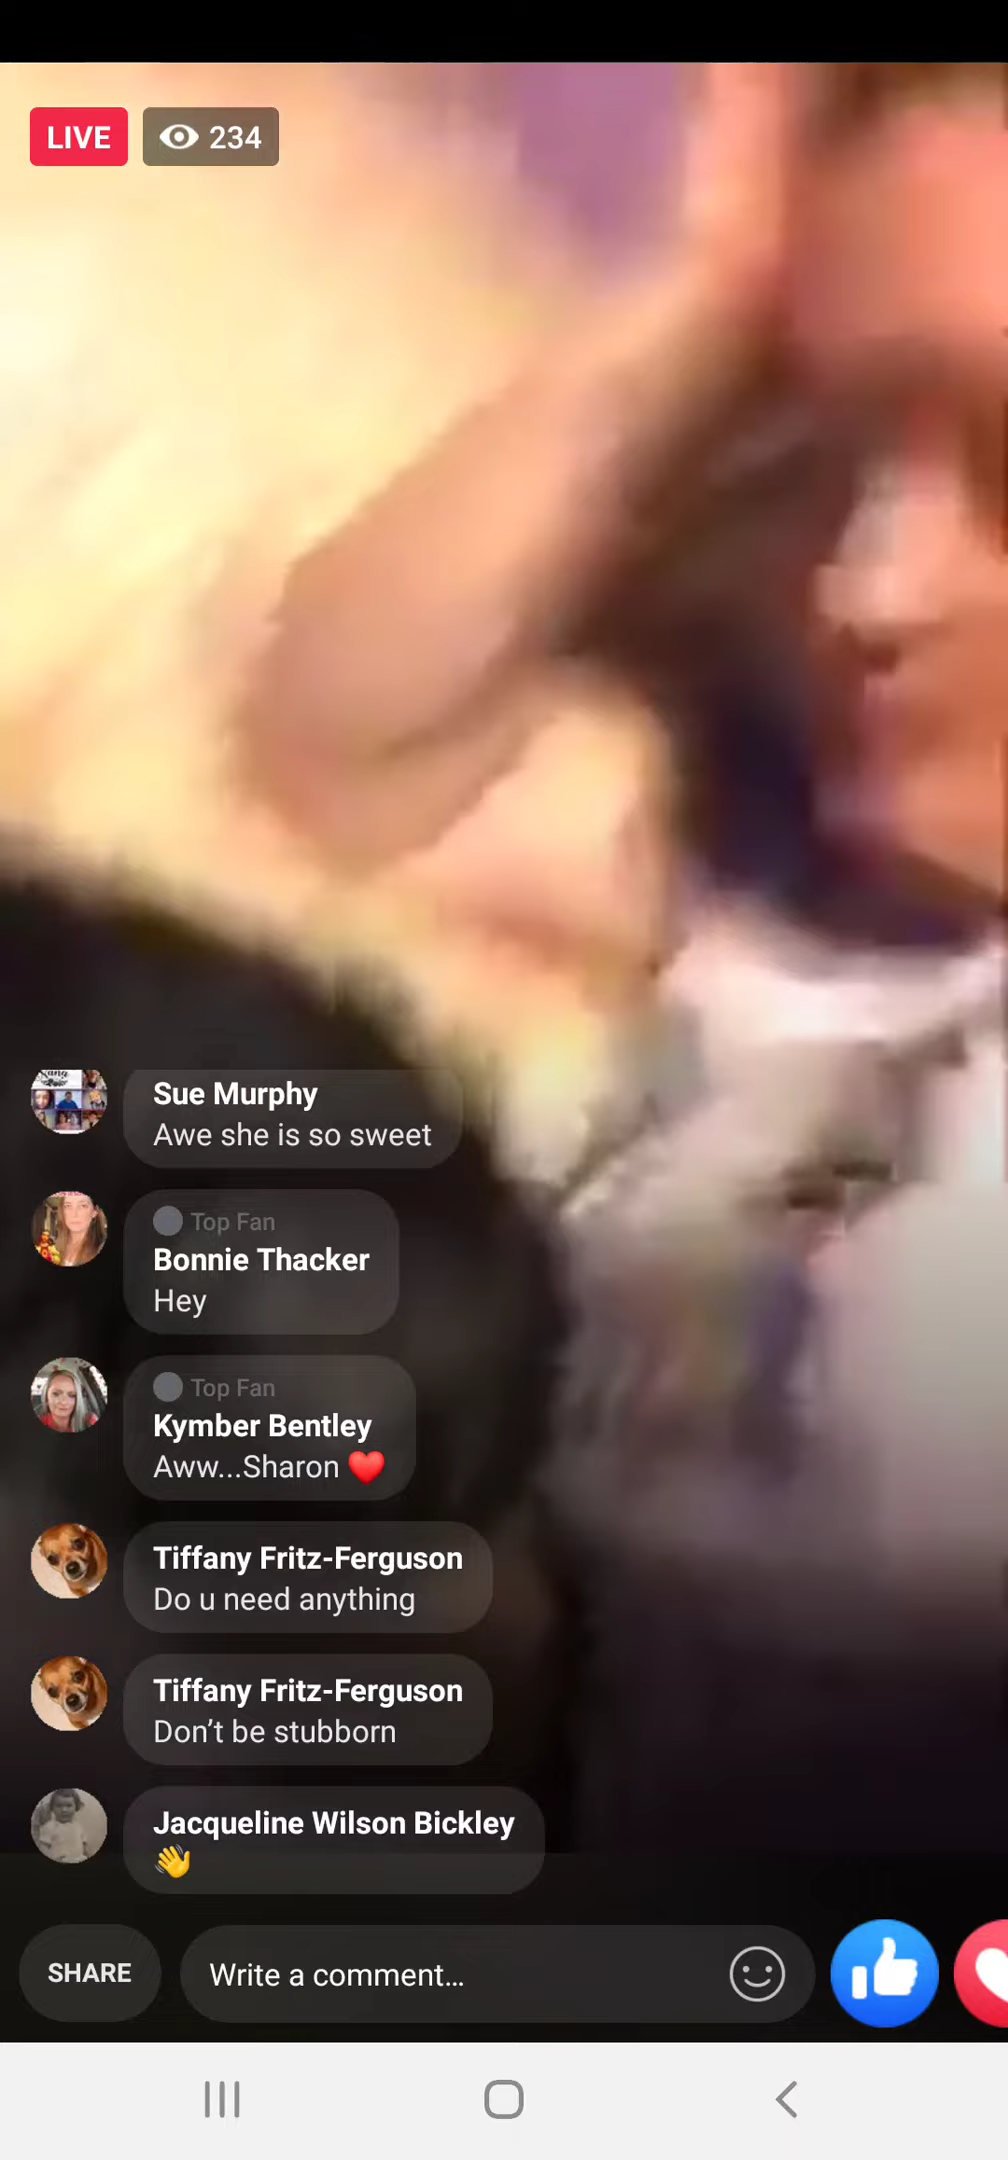 LIVE 234
Sue Murphy
Awe she is so sweet
Top Fan
Bonnie Thacker
Hey
Top Fan
Kymber Bentley
Aww...Sharon ❤️
Tiffany Fritz-Ferguson
Do u need anything
Tiffany Fritz-Ferguson
Don't be stubborn
Jacqueline Wilson Bickley
👋
SHARE Write a comment...